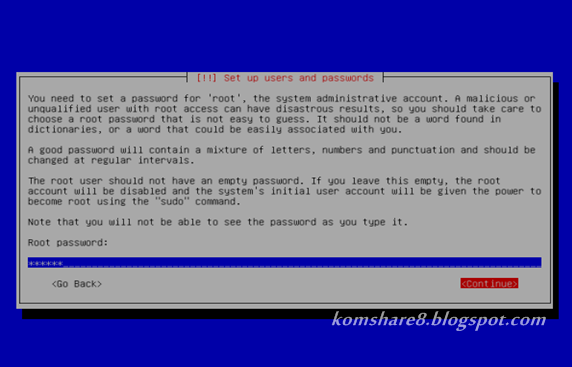 [!!] Set up users and passwords
You need to set a password for 'root', the system administrative account. A malicious or
unqualified user with root access can have disastrous results, so you should take care to
choose a root password that is not easy to guess. It should not be a word found in
dictionaries, or a word that could be easily associated with you.
A good password will contain a mixture of letters, numbers and punctuation and should be
changed at regular intervals.
The root user should not have an empty password. If you leave this empty, the root
account will be disabled and the system's initial user account will be given the power to
become root using the "sudo" command.
Note that you will not be able to see the password as you type it.
Root password:
******
<Go Back> <Continue>
komshare8.blogspot.com